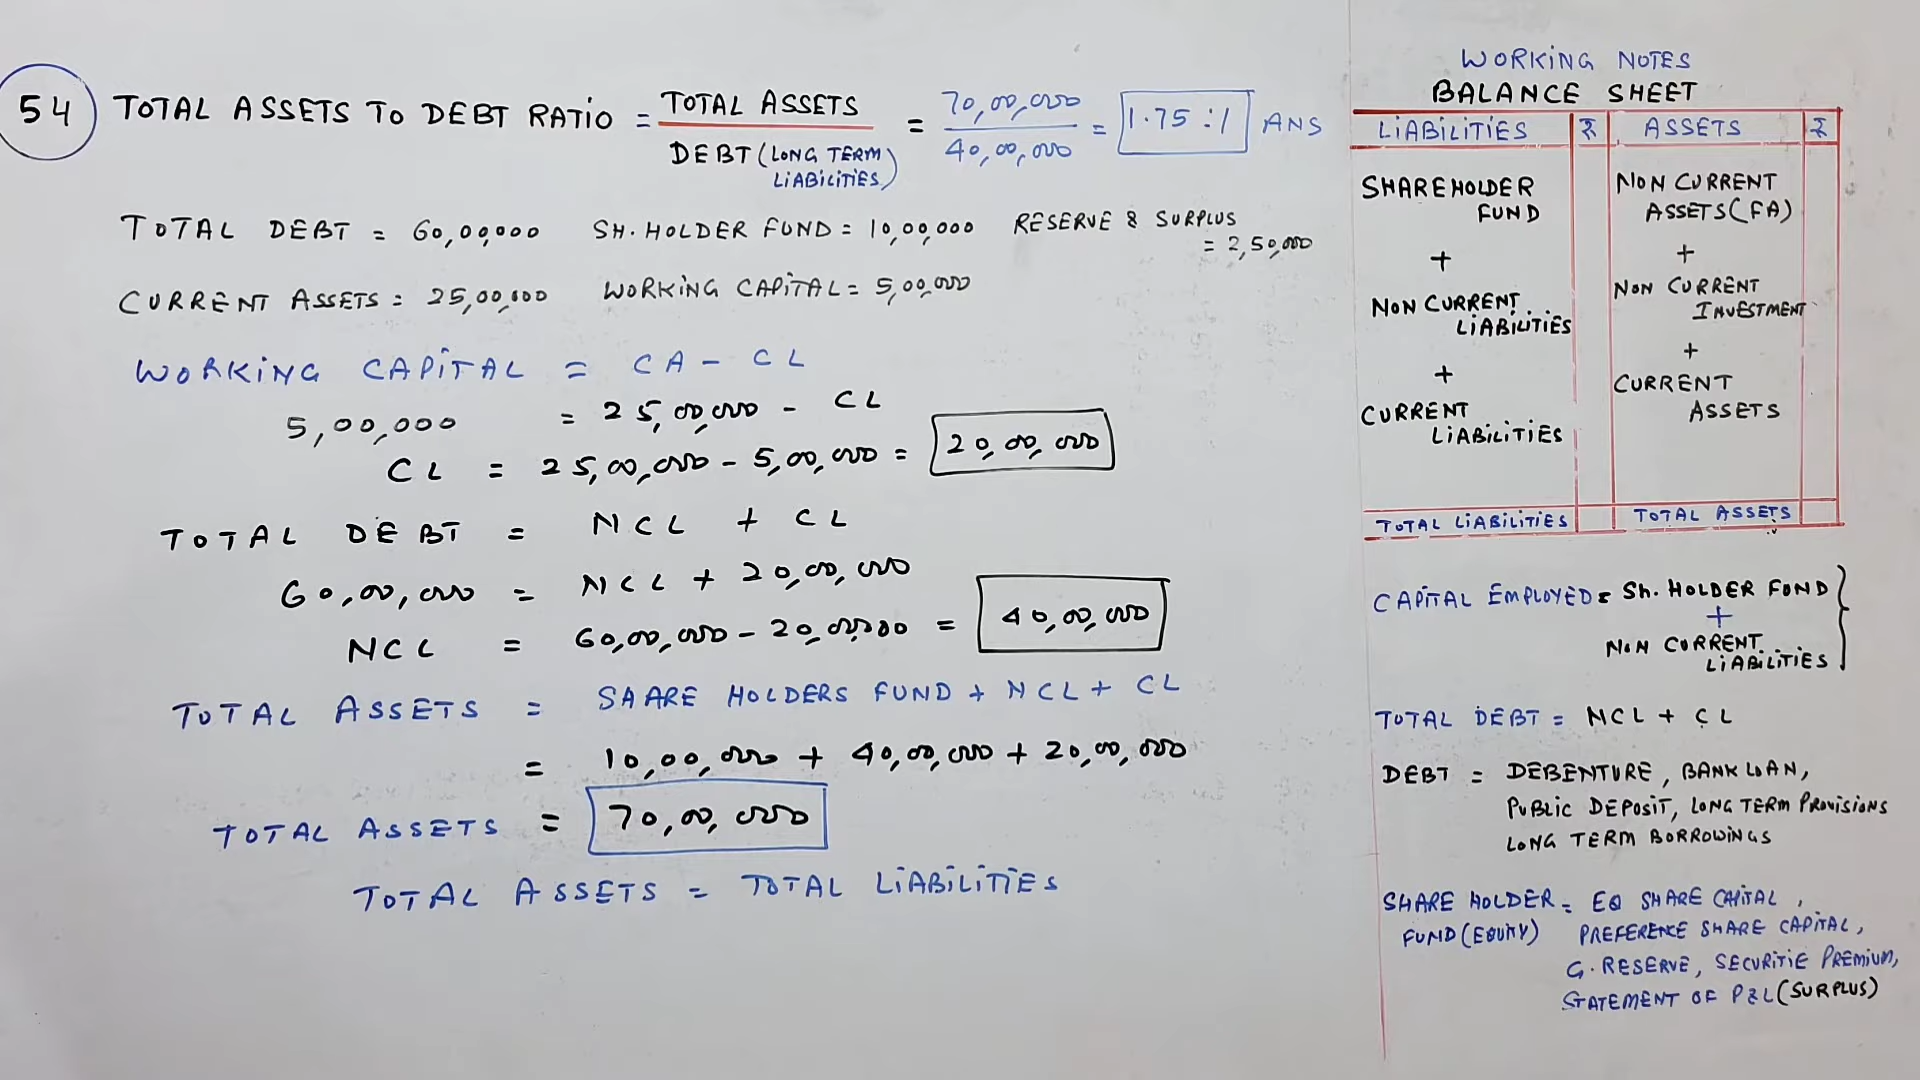 54 TOTAL ASSETS TO DEBT RATIO = TOTAL ASSETS / DEBT (LONG TERM LIABILITIES) = 70,00,000 / 40,00,000 = 1.75 : 1 ANS
TOTAL DEBT = 60,00,000 SH. HOLDER FUND = 10,00,000 RESERVE & SURPLUS
= 2,50,000
CURRENT ASSETS = 25,00,000 WORKING CAPITAL = 5,00,000
WORKING CAPITAL = CA - CL
5,00,000 = 25,00,000 - CL
CL = 25,00,000 - 5,00,000 = 20,00,000
TOTAL DEBT = NCL + CL
60,00,000 = NCL + 20,00,000
NCL = 60,00,000 - 20,00,000 = 40,00,000
TOTAL ASSETS = SHARE HOLDERS FUND + NCL + CL
= 10,00,000 + 40,00,000 + 20,00,000
TOTAL ASSETS = 70,00,000
TOTAL ASSETS = TOTAL LIABILITIES
WORKING NOTES
BALANCE SHEET
LIABILITIES ₹ ASSETS ₹
SHAREHOLDER
FUND
+
NON CURRENT
LIABILITIES
+
CURRENT
LIABILITIES
NON CURRENT
ASSETS (FA)
+
NON CURRENT
INVESTMENT
+
CURRENT
ASSETS
TOTAL LIABILITIES TOTAL ASSETS
CAPITAL EMPLOYED = SH. HOLDER FUND
+
NON CURRENT
LIABILITIES
TOTAL DEBT = NCL + CL
DEBT = DEBENTURE, BANK LOAN,
PUBLIC DEPOSIT, LONG TERM PROVISIONS
LONG TERM BORROWINGS
SHARE HOLDER = EQ SHARE CAPITAL,
FUND (EQUITY) PREFERENCE SHARE CAPITAL,
G. RESERVE, SECURITIE PREMIUM,
STATEMENT OF P&L (SURPLUS)